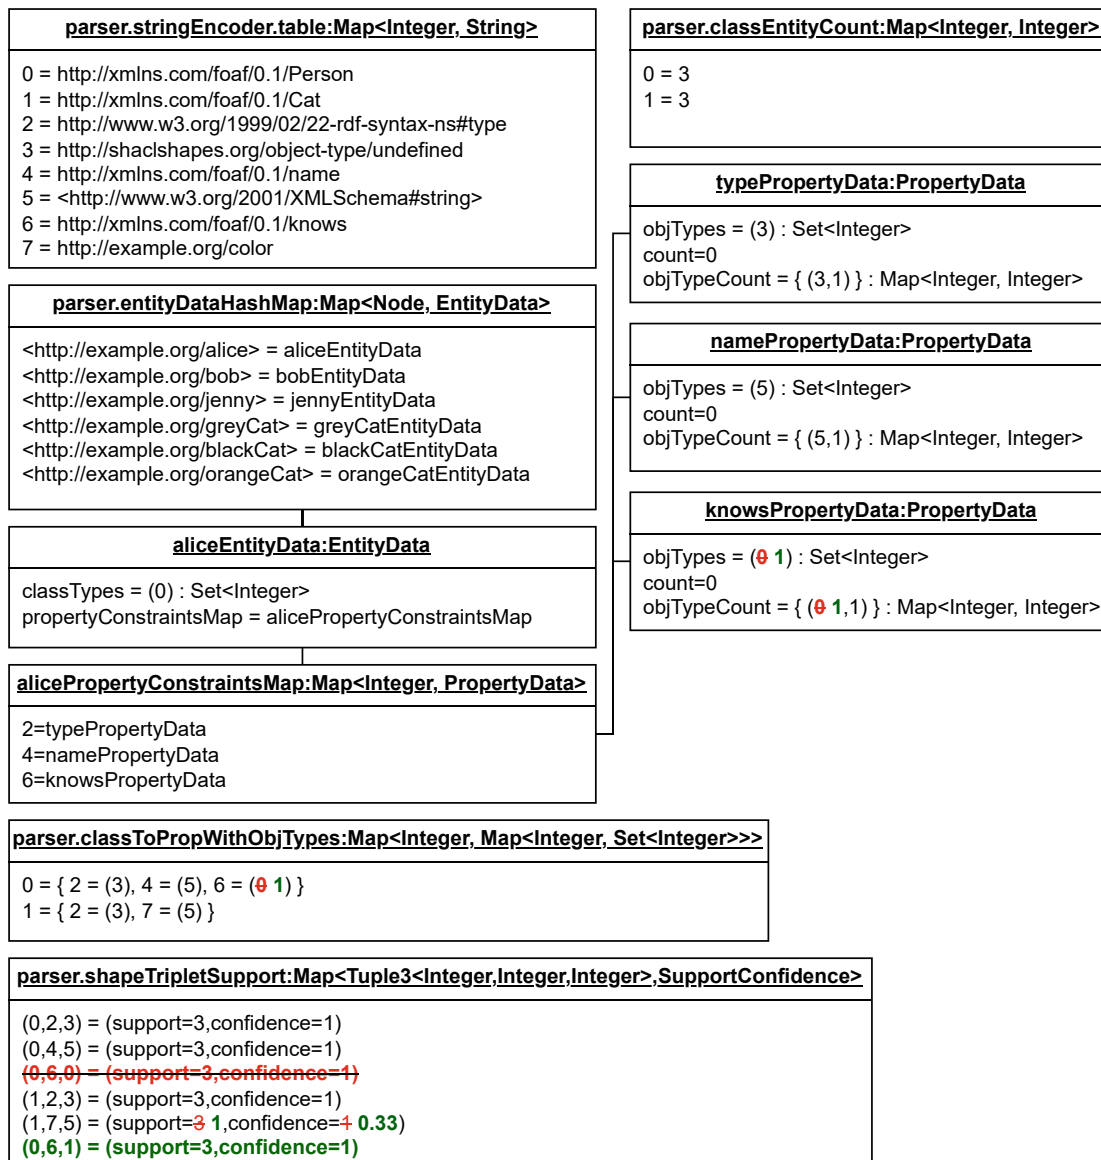 parser.stringEncoder.table:Map<Integer, String>
0 = http://xmlns.com/foaf/0.1/Person
1 = http://xmlns.com/foaf/0.1/Cat
2 = http://www.w3.org/1999/02/22-rdf-syntax-ns#type
3 = http://shaclshapes.org/object-type/undefined
4 = http://xmlns.com/foaf/0.1/name
5 = <http://www.w3.org/2001/XMLSchema#string>
6 = http://xmlns.com/foaf/0.1/knows
7 = http://example.org/color
parser.entityDataHashMap:Map<Node, EntityData>
<http://example.org/alice> = aliceEntityData
<http://example.org/bob> = bobEntityData
<http://example.org/jenny> = jennyEntityData
<http://example.org/greyCat> = greyCatEntityData
<http://example.org/blackCat> = blackCatEntityData
<http://example.org/orangeCat> = orangeCatEntityData
aliceEntityData:EntityData
classTypes = (0) : Set<Integer>
propertyConstraintsMap = alicePropertyConstraintsMap
alicePropertyConstraintsMap:Map<Integer, PropertyData>
2=typePropertyData
4=namePropertyData
6=knowsPropertyData
parser.classEntityCount:Map<Integer, Integer>
0 = 3
1 = 3
typePropertyData:PropertyData
objTypes = (3) : Set<Integer>
count=0
objTypeCount = { (3,1) } : Map<Integer, Integer>
namePropertyData:PropertyData
objTypes = (5) : Set<Integer>
count=0
objTypeCount = { (5,1) } : Map<Integer, Integer>
knowsPropertyData:PropertyData
objTypes = (0 1) : Set<Integer>
count=0
objTypeCount = { (0 1,1) } : Map<Integer, Integer>
parser.classToPropWithObjTypes:Map<Integer, Map<Integer, Set<Integer>>>
0 = { 2 = (3), 4 = (5), 6 = (0 1) }
1 = { 2 = (3), 7 = (5) }
parser.shapeTripletSupport:Map<Tuple3<Integer,Integer,Integer>,SupportConfidence>
(0,2,3) = (support=3,confidence=1)
(0,4,5) = (support=3,confidence=1)
(0,6,0) = (support=3,confidence=1)
(1,2,3) = (support=3,confidence=1)
(1,7,5) = (support=3 1,confidence=1 0.33)
(0,6,1) = (support=3,confidence=1)